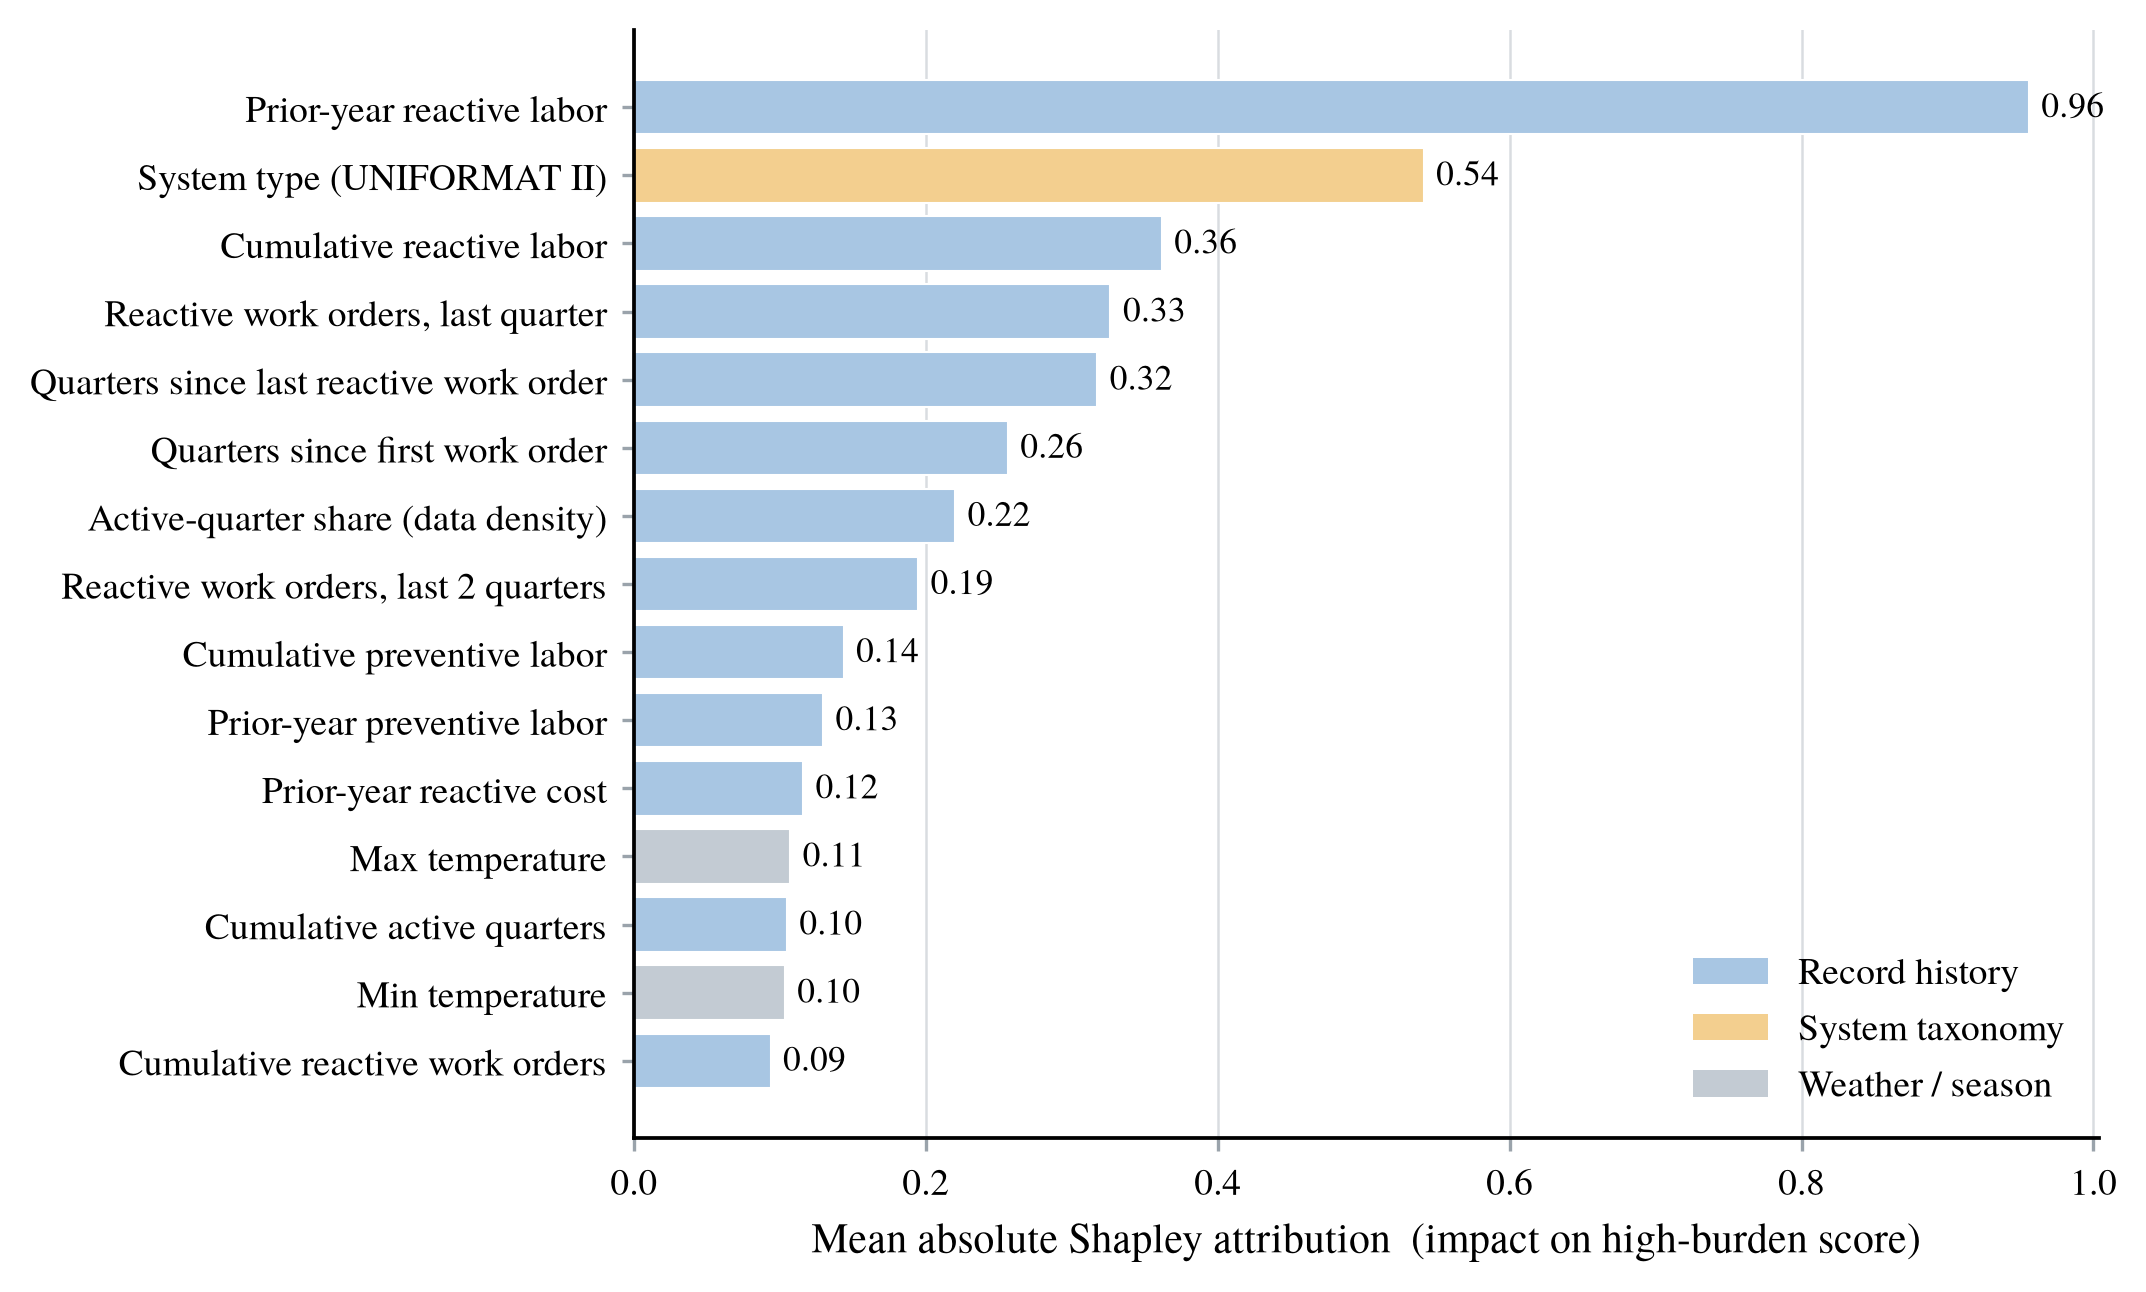 Prior-year reactive labor 0.96
System type (UNIFORMAT II) 0.54
Cumulative reactive labor 0.36
Reactive work orders, last quarter 0.33
Quarters since last reactive work order 0.32
Quarters since first work order 0.26
Active-quarter share (data density) 0.22
Reactive work orders, last 2 quarters 0.19
Cumulative preventive labor 0.14
Prior-year preventive labor 0.13
Prior-year reactive cost 0.12
Max temperature 0.11
Cumulative active quarters 0.10
Min temperature 0.10
Cumulative reactive work orders 0.09
Record history
System taxonomy
Weather / season
0.0 0.2 0.4 0.6 0.8 1.0
Mean absolute Shapley attribution (impact on high-burden score)